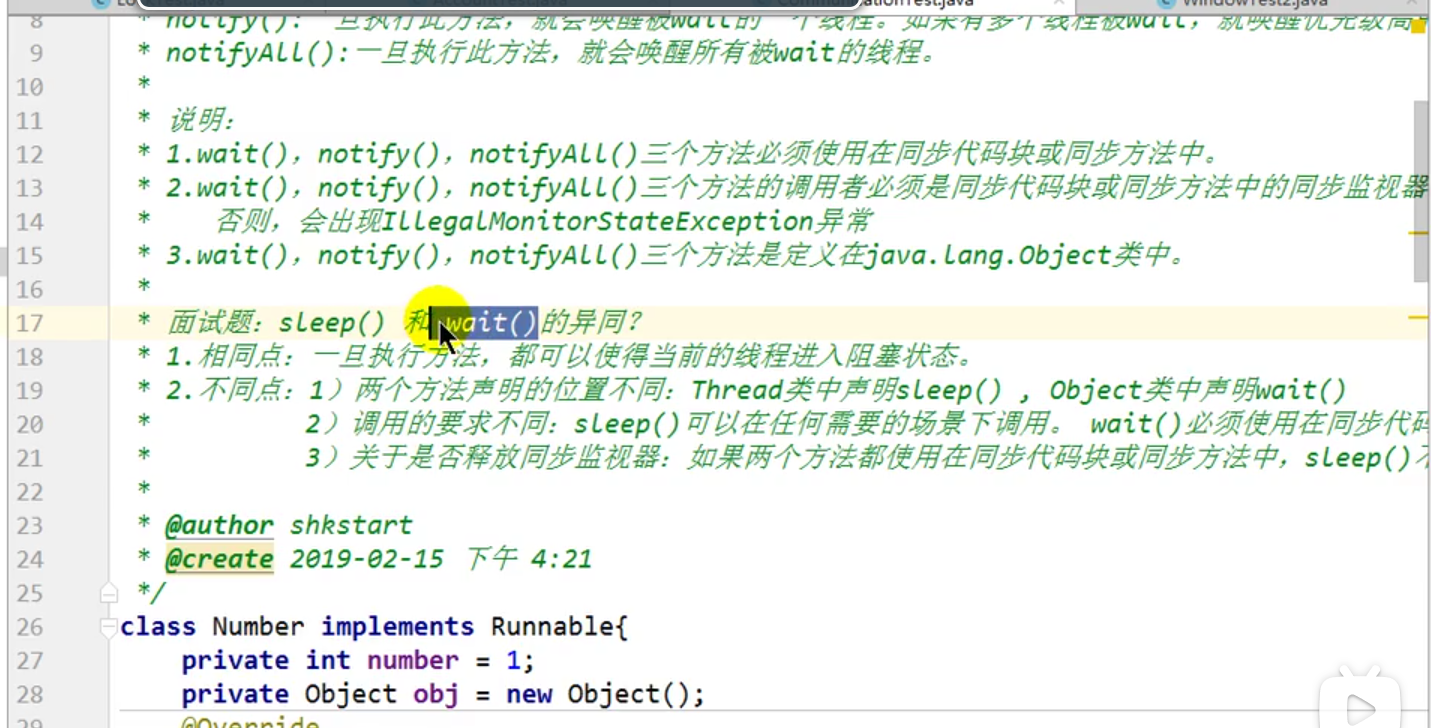 CommunicationTest.java WindowTest2.java
8 * notify():一旦执行此方法，就会唤醒被wait的一个线程。如果有多个线程被wait，就唤醒优先级高
9 * notifyAll():一旦执行此方法，就会唤醒所有被wait的线程。
10 *
11 * 说明：
12 * 1.wait()，notify()，notifyAll()三个方法必须使用在同步代码块或同步方法中。
13 * 2.wait()，notify()，notifyAll()三个方法的调用者必须是同步代码块或同步方法中的同步监视器
14 * 否则，会出现IllegalMonitorStateException异常
15 * 3.wait()，notify()，notifyAll()三个方法是定义在java.lang.Object类中。
16 *
17 * 面试题：sleep() 和 wait()的异同？
18 * 1.相同点：一旦执行方法，都可以使得当前的线程进入阻塞状态。
19 * 2.不同点：1）两个方法声明的位置不同：Thread类中声明sleep() , Object类中声明wait()
20 * 2）调用的要求不同：sleep()可以在任何需要的场景下调用。 wait()必须使用在同步代码
21 * 3）关于是否释放同步监视器：如果两个方法都使用在同步代码块或同步方法中，sleep()不
22 *
23 * @author shkstart
24 * @create 2019-02-15 下午 4:21
25 */
26 class Number implements Runnable{
27 private int number = 1;
28 private Object obj = new Object();
29 @Override